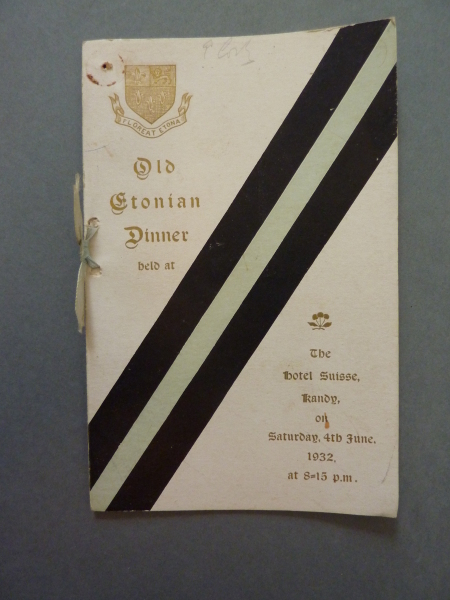 FLOREAT ETONA
Old
Etonian
Dinner
held at
The
Hotel Suisse,
Kandy,
on
Saturday, 4th June.
1932,
at 8=15 p.m.